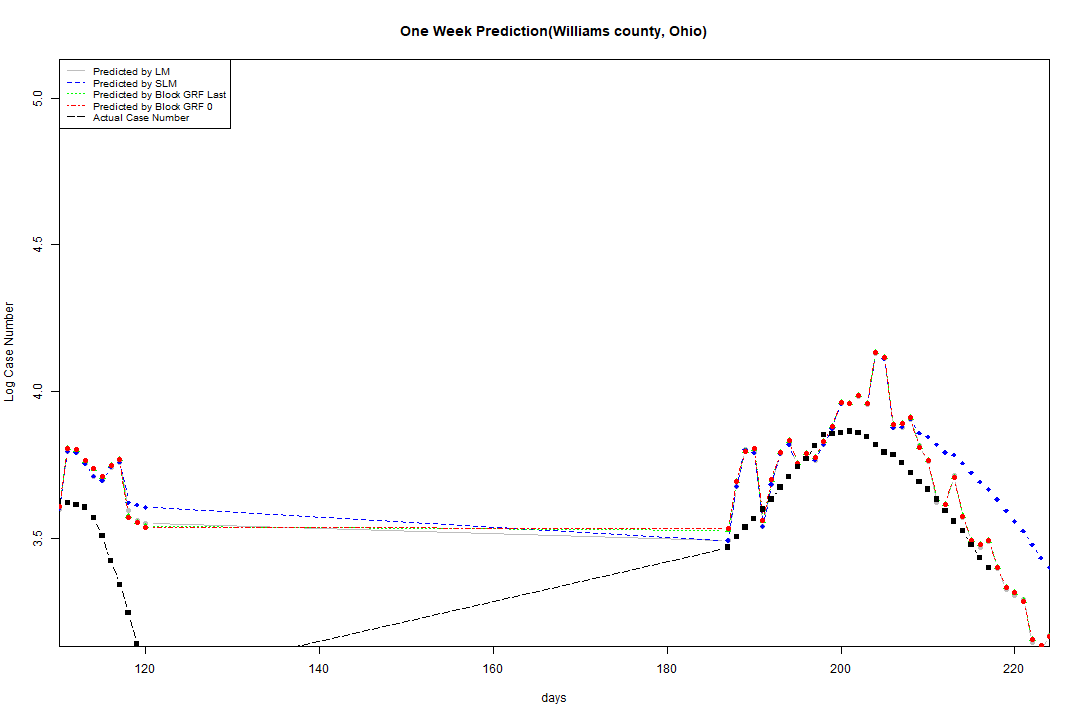 One Week Prediction(Williams county, Ohio)
Predicted by LM
Predicted by SLM
Predicted by Block GRF Last
Predicted by Block GRF 0
Actual Case Number
5.0
4.5
4.0
3.5
Log Case Number
120 140 160 180 200 220
days